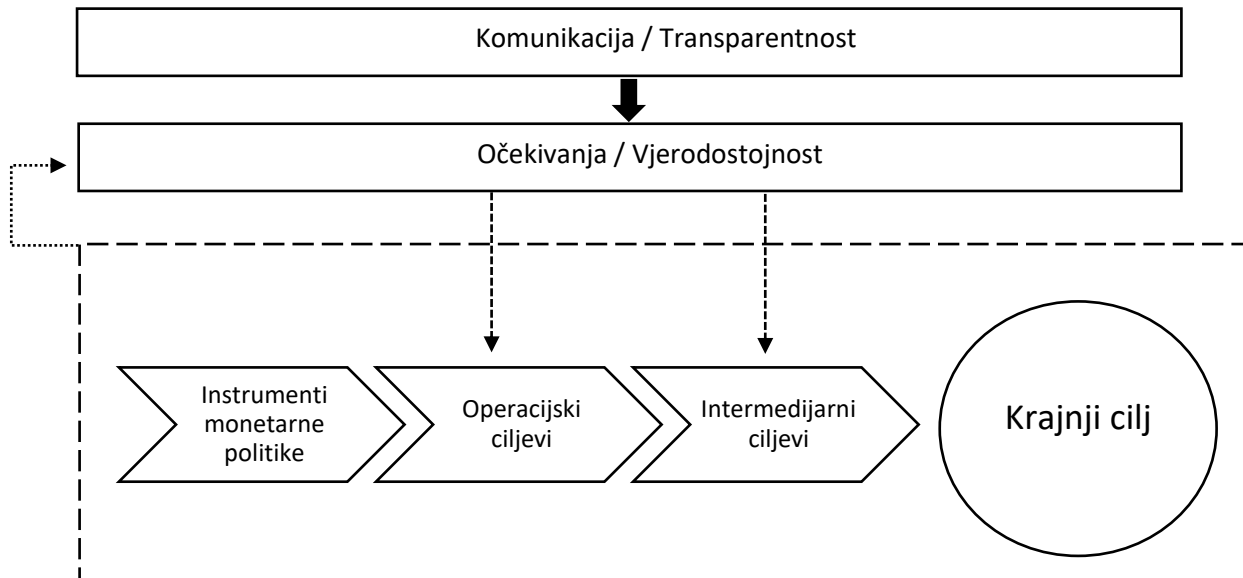 Komunikacija / Transparentnost
Očekivanja / Vjerodostojnost
Instrumenti
monetarne
politike
Operacijski
ciljevi
Intermedijarni
ciljevi
Krajnji cilj